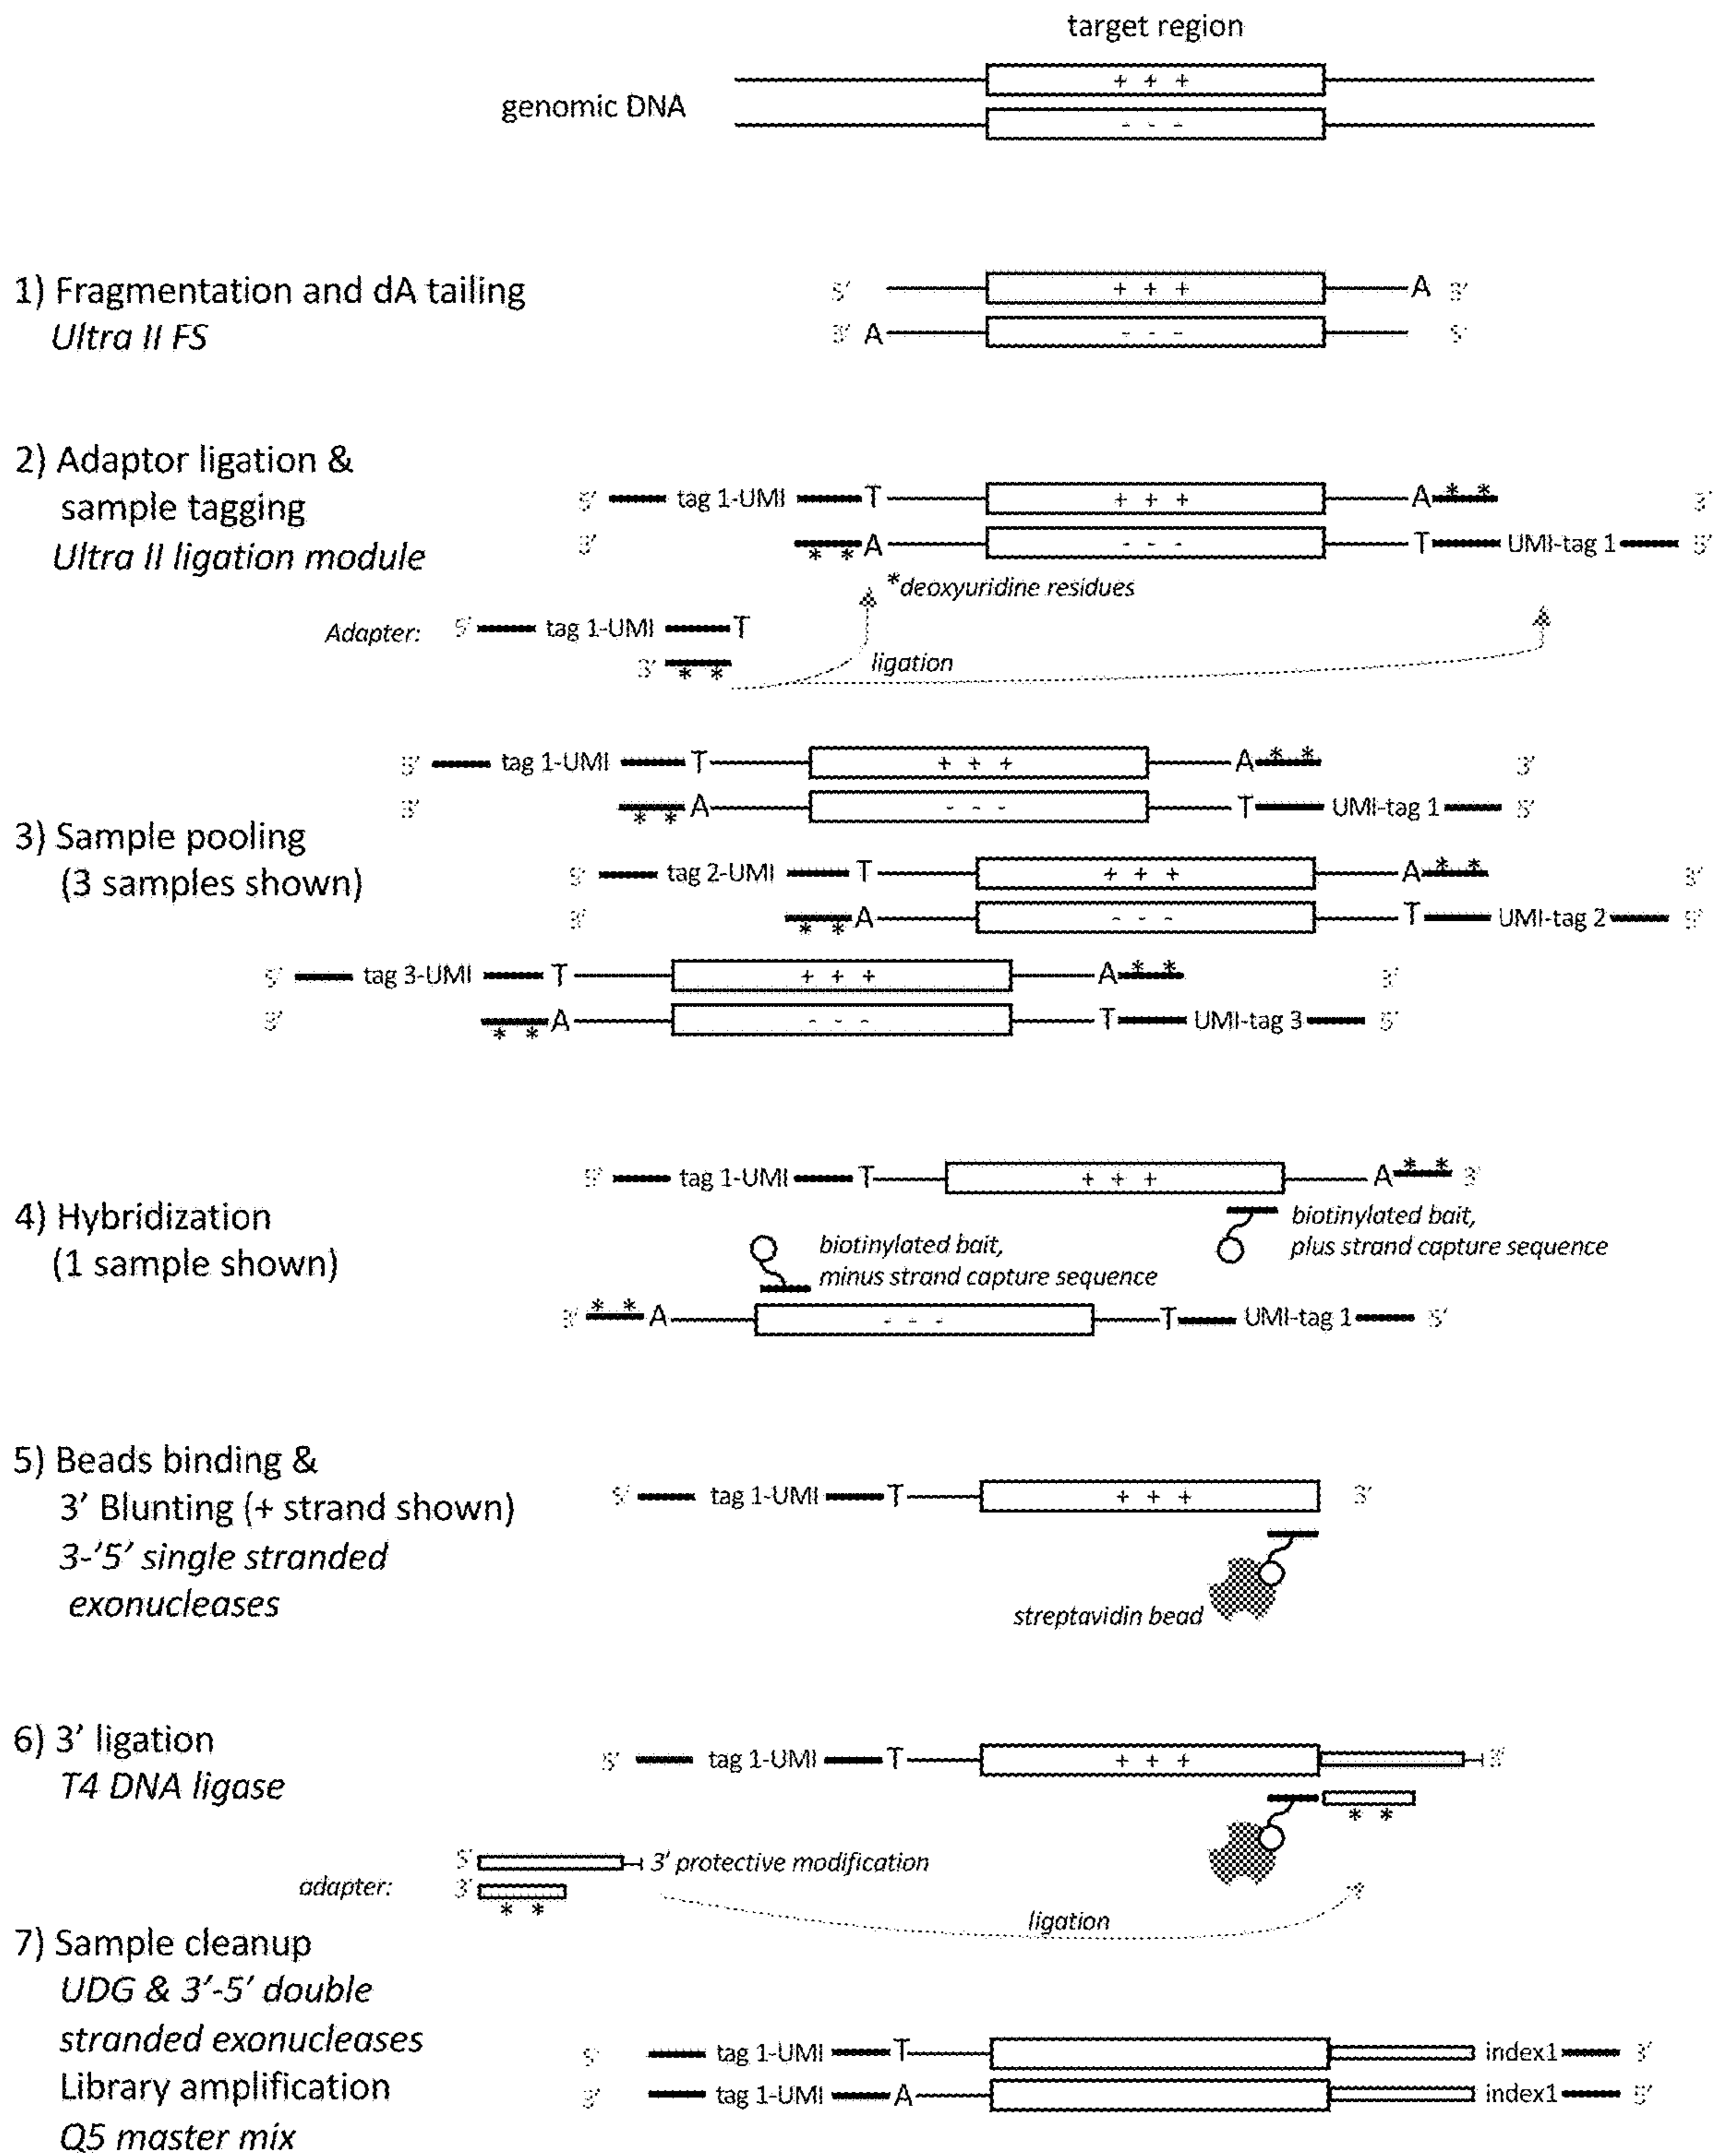 target region
+ + +
genomic DNA
- - -
1) Fragmentation and dA tailing
Ultra II FS
5′ + + + A 3′
3′ A - - - 5′
2) Adaptor ligation &
sample tagging
Ultra II ligation module
5′ tag 1-UMI T + + + A * * 3′
3′ * * A - - - T UMI-tag 1 5′
*deoxyuridine residues
Adapter: 5′ tag 1-UMI T
3′ * *
ligation
3) Sample pooling
(3 samples shown)
5′ tag 1-UMI T + + + A * * 3′
3′ * * A - - - T UMI-tag 1 5′
5′ tag 2-UMI T + + + A * * 3′
3′ * * A - - - T UMI-tag 2 5′
5′ tag 3-UMI T + + + A * * 3′
3′ * * A - - - T UMI-tag 3 5′
4) Hybridization
(1 sample shown)
5′ tag 1-UMI T + + + A * * 3′
biotinylated bait,
plus strand capture sequence
biotinylated bait,
minus strand capture sequence
3′ * * A - - - T UMI-tag 1 5′
5) Beads binding &
3′ Blunting (+ strand shown)
3-′5′ single stranded
exonucleases
5′ tag 1-UMI T + + + 3′
streptavidin bead
6) 3′ ligation
T4 DNA ligase
5′ tag 1-UMI T + + + 3′
* *
adapter:
5′ 3′ protective modification
3′ * *
ligation
7) Sample cleanup
UDG & 3′-5′ double
stranded exonucleases
Library amplification
Q5 master mix
5′ tag 1-UMI T index1 3′
3′ tag 1-UMI A index1 5′